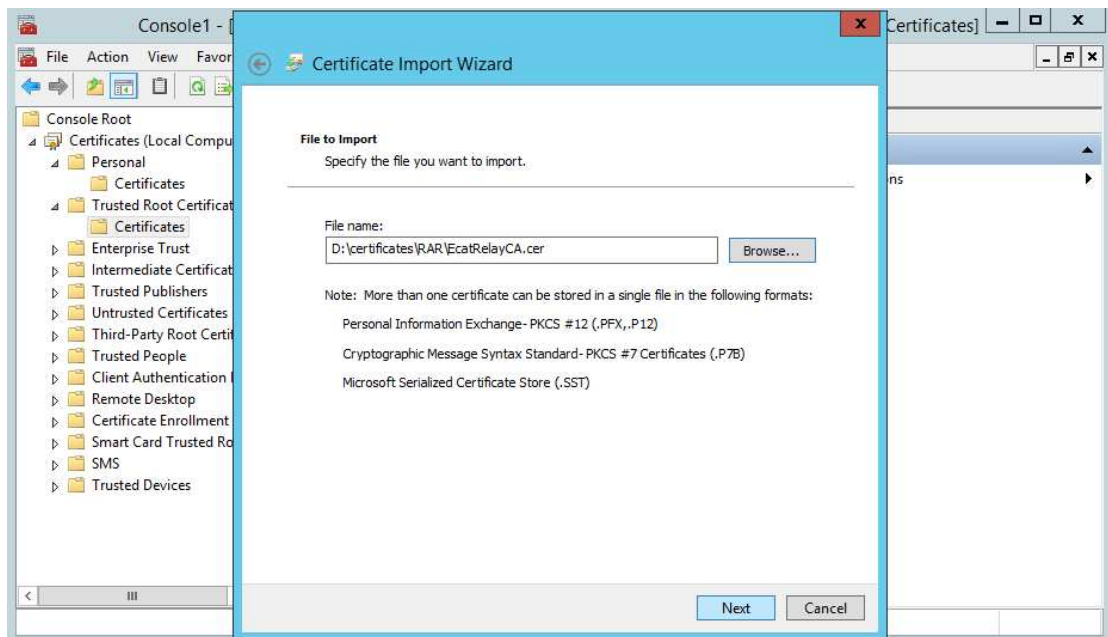 Console1 - [
Certificates]
File Action View Favor
Certificate Import Wizard
Console Root
Certificates (Local Compu
Personal
Certificates
Trusted Root Certificat
Certificates
Enterprise Trust
Intermediate Certificat
Trusted Publishers
Untrusted Certificates
Third-Party Root Certif
Trusted People
Client Authentication
Remote Desktop
Certificate Enrollment
Smart Card Trusted Ro
SMS
Trusted Devices
File to Import
Specify the file you want to import.
File name:
D:\certificates\RAR\EcatRelayCA.cer
Browse...
Note: More than one certificate can be stored in a single file in the following formats:
Personal Information Exchange- PKCS #12 (.PFX,.P12)
Cryptographic Message Syntax Standard- PKCS #7 Certificates (.P7B)
Microsoft Serialized Certificate Store (.SST)
Next Cancel
ns